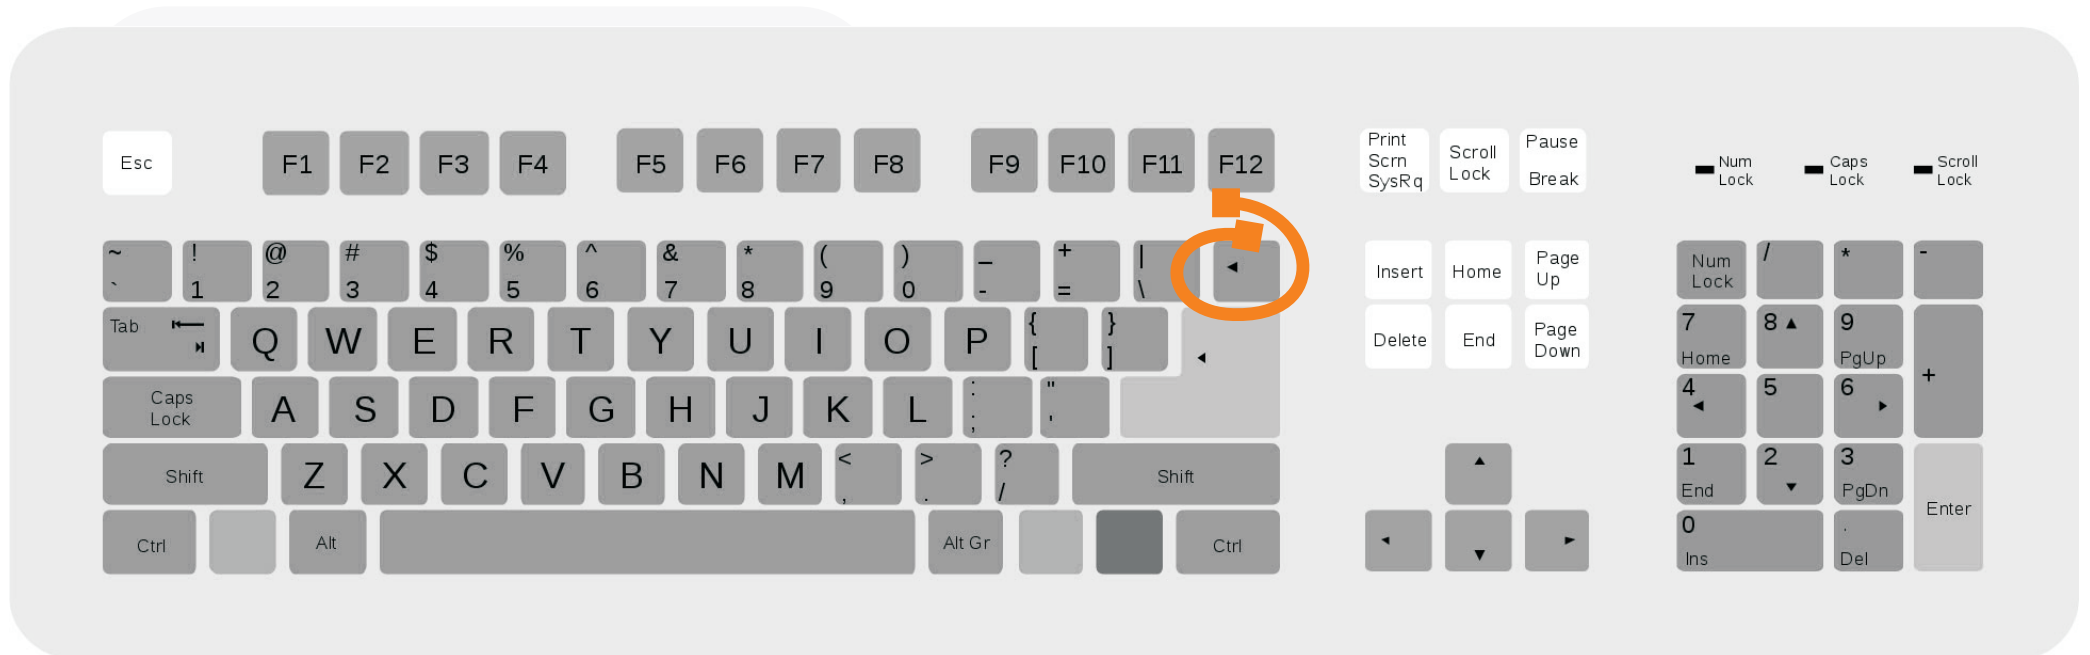 Esc F1 F2 F3 F4 F5 F6 F7 F8 F9 F10 F11 F12
Print
Scrn
SysRq
Scroll
Lock
Pause
Break
Num
Lock
Caps
Lock
Scroll
Lock
~ ! @ # $ % ^ & * ( ) _ + |
` 1 2 3 4 5 6 7 8 9 0 - = \ ◄
Insert Home
Page
Up
Num
Lock
/ * -
Tab Q W E R T Y U I O P
{ }
[ ] ◄
Delete End
Page
Down
7 8 ▲ 9
Home PgUp
+
Caps
Lock
A S D F G H J K L
: "
; '
4 ◄ 5 6 ►
Shift Z X C V B N M
< > ?
, . /
Shift
▲
1 2 3
End ▼ PgDn
Enter
Ctrl Alt Alt Gr Ctrl
◄ ▼ ►
0 .
Ins Del